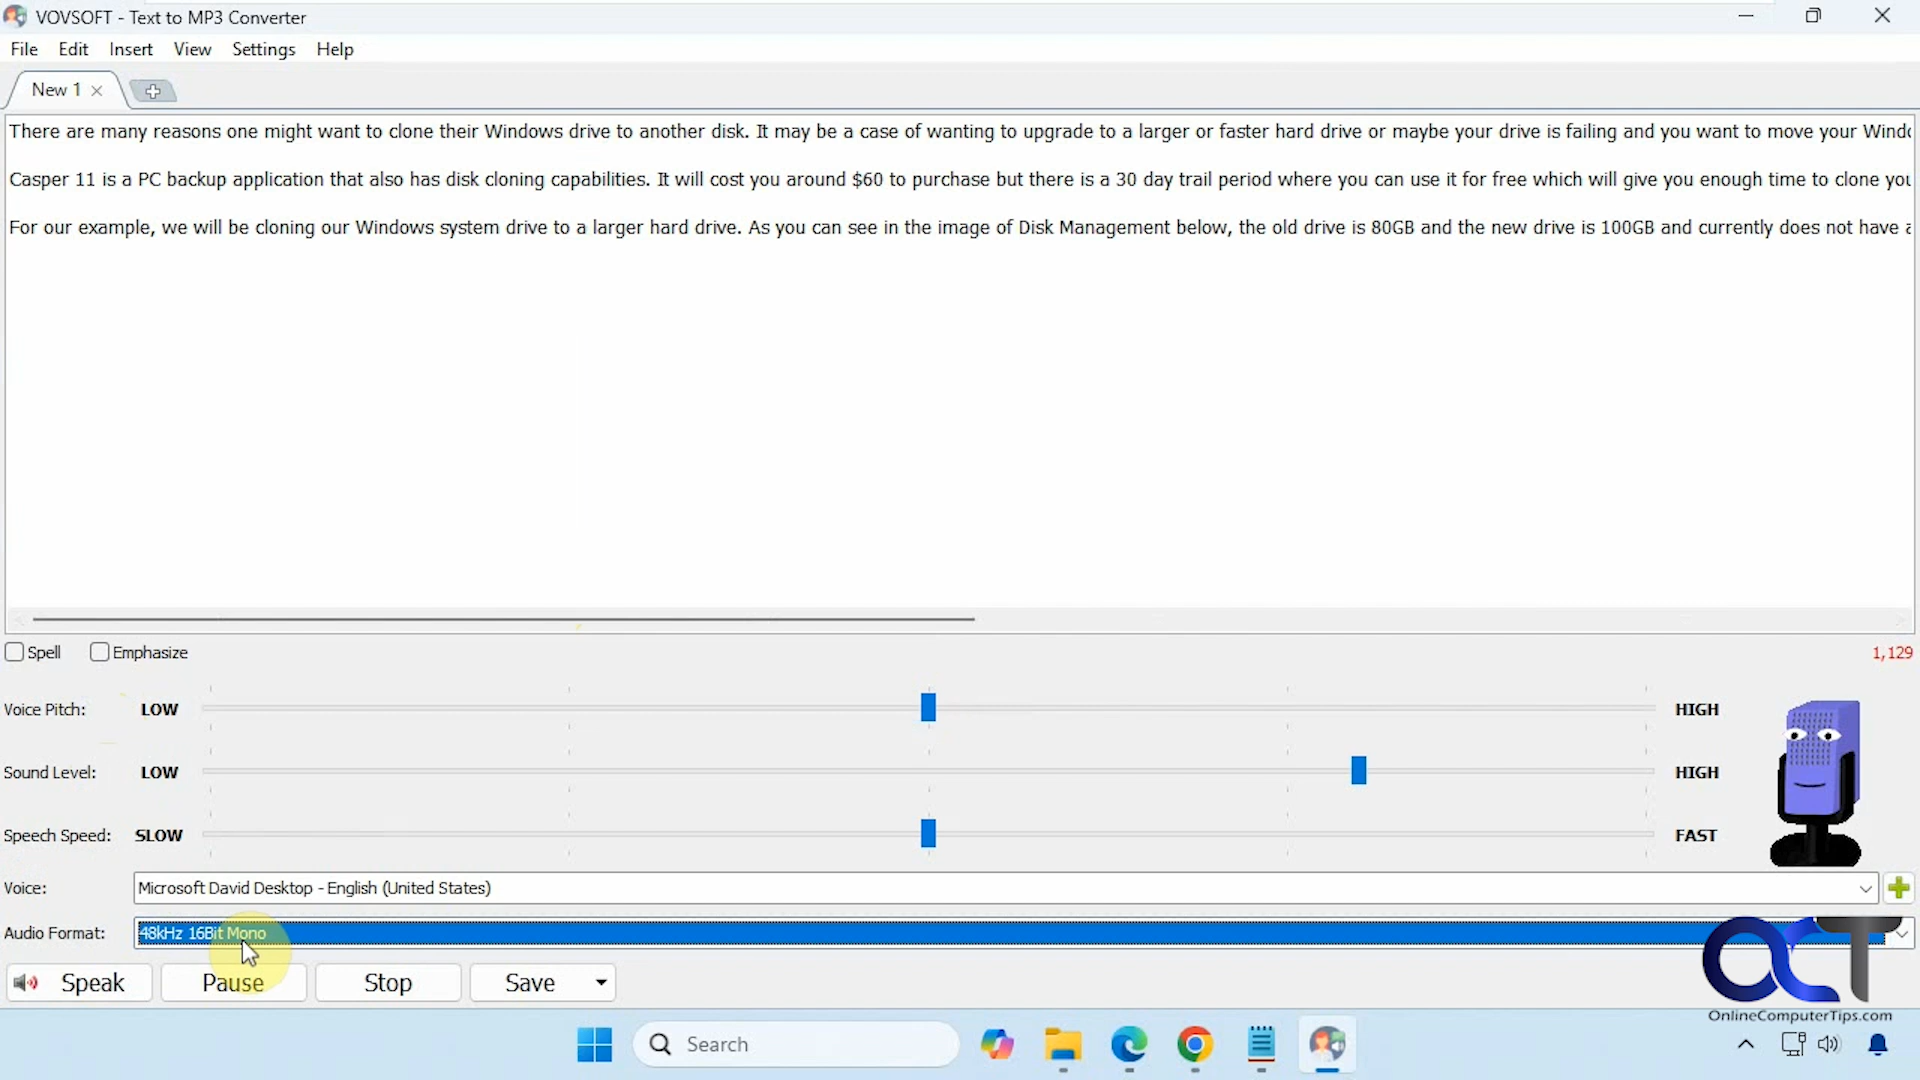 VOVSOFT - Text to MP3 Converter
File Edit Insert View Settings Help
New 1
There are many reasons one might want to clone their Windows drive to another disk. It may be a case of wanting to upgrade to a larger or faster hard drive or maybe your drive is failing and you want to move your
Casper 11 is a PC backup application that also has disk cloning capabilities. It will cost you around $60 to purchase but there is a 30 day trail period where you can use it for free which will give you enough time to clone
For our example, we will be cloning our Windows system drive to a larger hard drive. As you can see in the image of Disk Management below, the old drive is 80GB and the new drive is 100GB and currently does not have
Spell Emphasize 1,129
Voice Pitch: LOW HIGH
Sound Level: LOW HIGH
Speech Speed: SLOW FAST
Voice: Microsoft David Desktop - English (United States)
Audio Format: 48kHz 16Bit Mono
Speak Pause Stop Save
OCT
OnlineComputerTips.com
Search